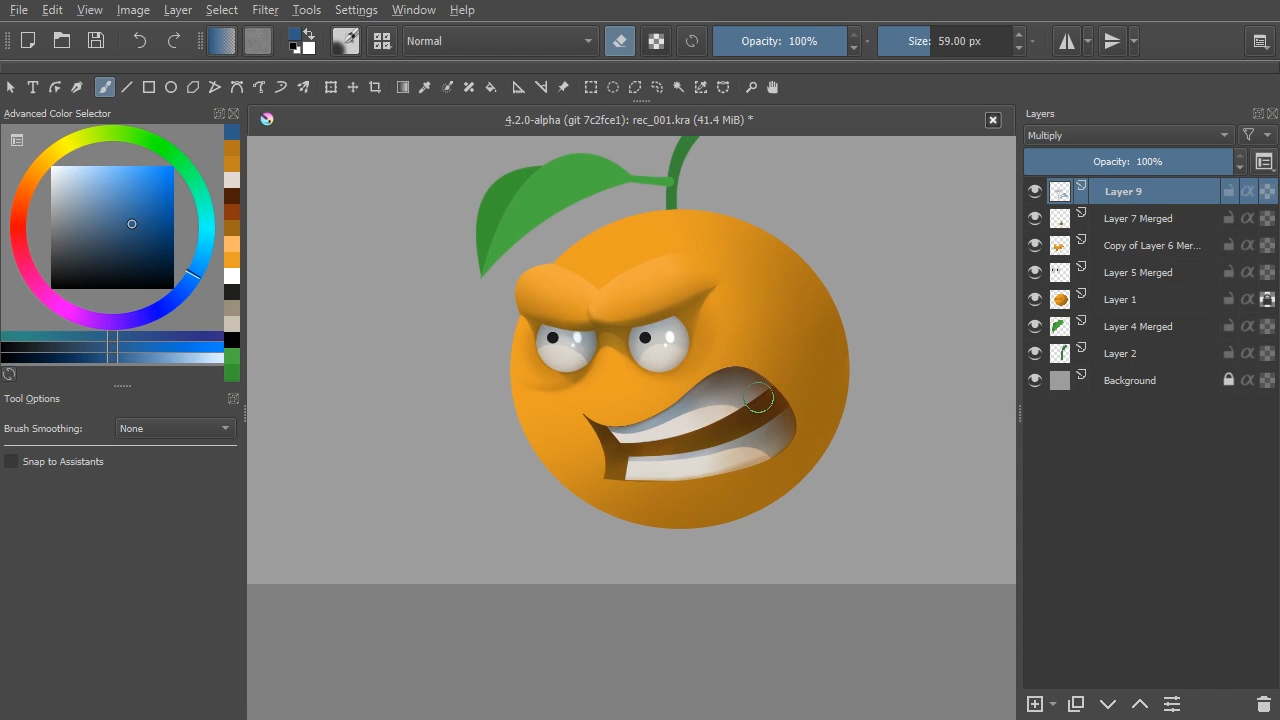 File Edit View Image Layer Select Filter Tools Settings Window Help
Normal Opacity: 100% Size: 59.00 px
Advanced Color Selector
4.2.0-alpha (git 7c2fce1): rec_001.kra (41.4 MiB) *
Layers
Multiply
Opacity: 100%
Layer 9
Layer 7 Merged
Copy of Layer 6 Mer...
Layer 5 Merged
Layer 1
Layer 4 Merged
Layer 2
Background
Tool Options
Brush Smoothing: None
Snap to Assistants